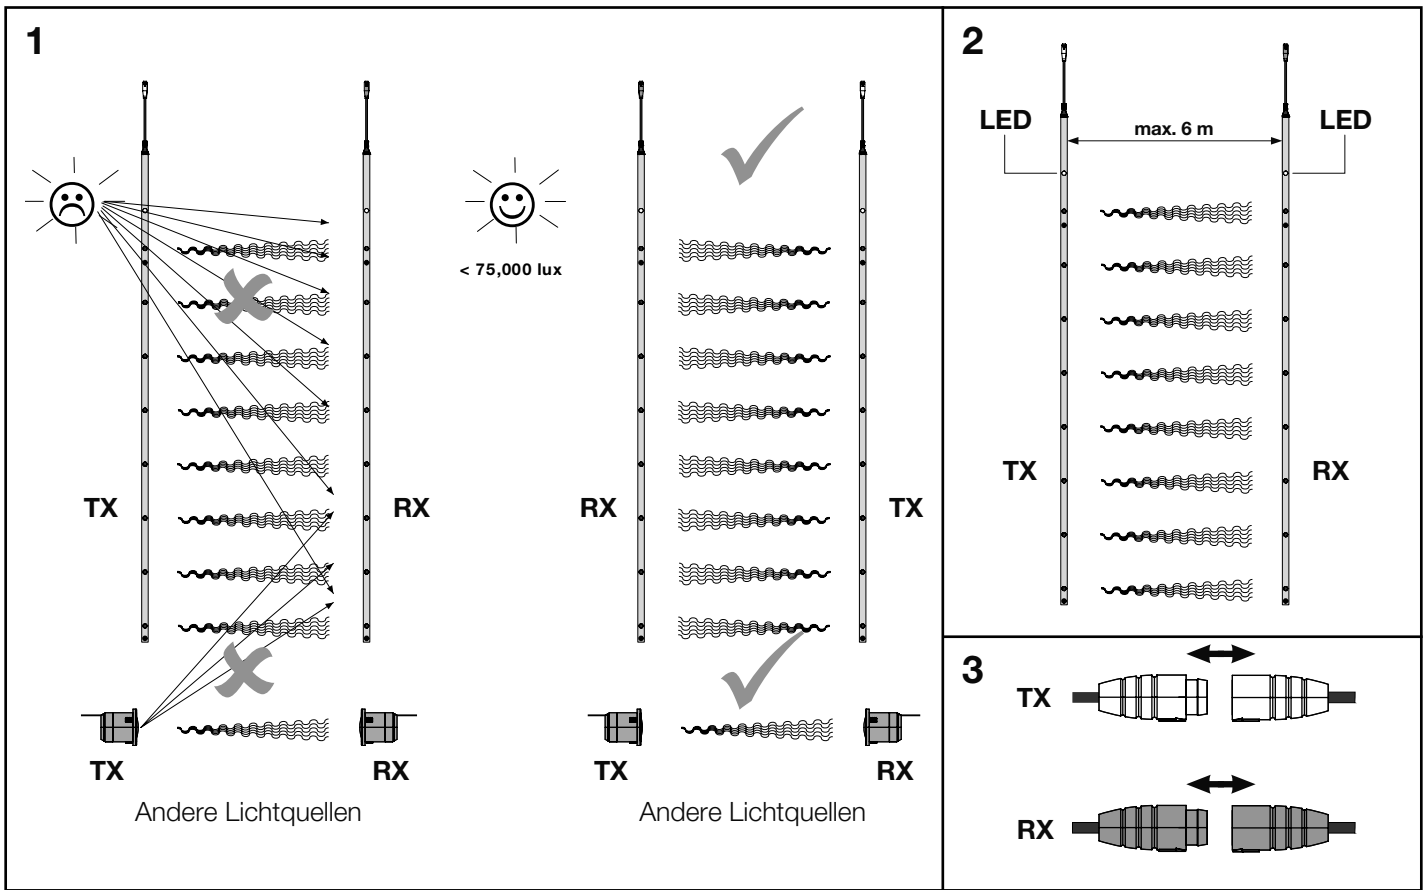 1
< 75,000 lux
TX
RX
RX
TX
TX
RX
TX
RX
Andere Lichtquellen
Andere Lichtquellen
2
LED
max. 6 m
LED
TX
RX
3
TX
RX